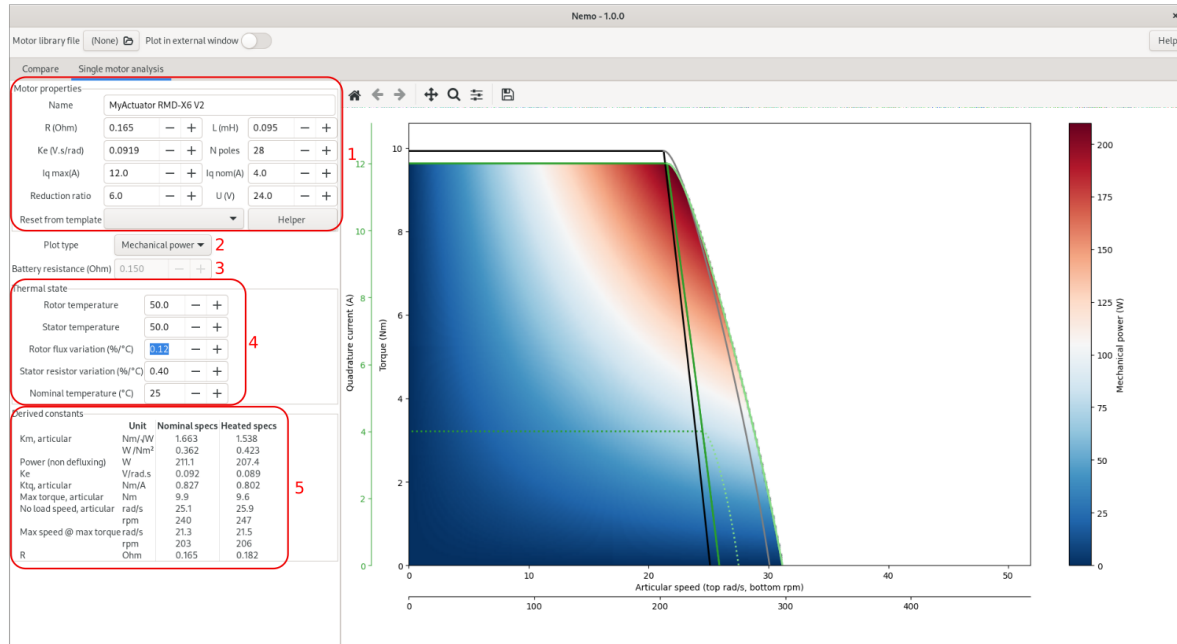 Nemo - 1.0.0
Motor library file (None) Plot in external window Help
Compare Single motor analysis
Motor properties
Name MyActuator RMD-X6 V2
R (Ohm) 0.165 − + L (mH) 0.095 − +
Ke (V.s/rad) 0.0919 − + N poles 28 − +
1
Iq max(A) 12.0 − + Iq nom(A) 4.0 − +
Reduction ratio 6.0 − + U (V) 24.0 − +
Reset from template Helper
Plot type Mechanical power 2
Battery resistance (Ohm) 0.150 − + 3
Thermal state
Rotor temperature 50.0 − +
Stator temperature 50.0 − +
Rotor flux variation (%/°C) 0.12 − + 4
Stator resistor variation (%/°C) 0.40 − +
Nominal temperature (°C) 25 − +
Derived constants
Unit Nominal specs Heated specs
Km, articular Nm/√W 1.663 1.538
W/Nm² 0.362 0.423
Power (non defluxing) W 211.1 207.4
Ke V/rad.s 0.092 0.089
5
Ktq, articular Nm/A 0.827 0.802
Max torque, articular Nm 9.9 9.6
No load speed, articular rad/s 25.1 25.9
rpm 240 247
Max speed @ max torque rad/s 21.3 21.5
rpm 203 206
R Ohm 0.165 0.182
12
10
8
6
4
2
0
Quadrature current (A)
10
8
6
4
2
0
Torque (Nm)
0 10 20 30 40 50
Articular speed (top rad/s, bottom rpm)
0 100 200 300 400
200
175
150
125
100
75
50
25
0
Mechanical power (W)